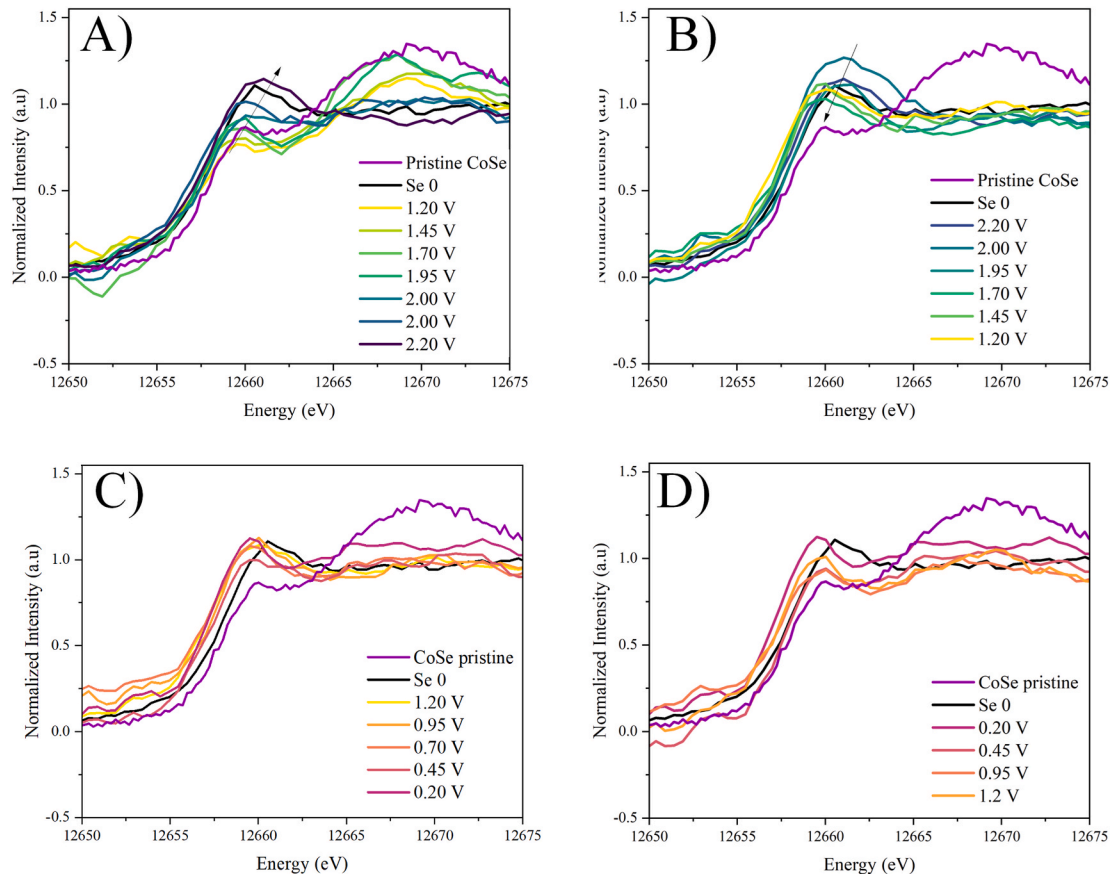 A)
1.5
1.0
0.5
0.0
-0.5
Normalized Intensity (a.u)
Pristine CoSe
Se 0
1.20 V
1.45 V
1.70 V
1.95 V
2.00 V
2.00 V
2.20 V
12650 12655 12660 12665 12670 12675
Energy (eV)
B)
1.5
1.0
0.5
0.0
-0.5
Normalized Intensity (a.u)
Pristine CoSe
Se 0
2.20 V
2.00 V
1.95 V
1.70 V
1.45 V
1.20 V
12650 12655 12660 12665 12670 12675
Energy (eV)
C)
1.5
1.0
0.5
0.0
-0.5
Normalized Intensity (a.u)
CoSe pristine
Se 0
1.20 V
0.95 V
0.70 V
0.45 V
0.20 V
12650 12655 12660 12665 12670 12675
Energy (eV)
D)
1.5
1.0
0.5
0.0
-0.5
Normalized Intensity (a.u)
CoSe pristine
Se 0
0.20 V
0.45 V
0.95 V
1.2 V
12650 12655 12660 12665 12670 12675
Energy (eV)